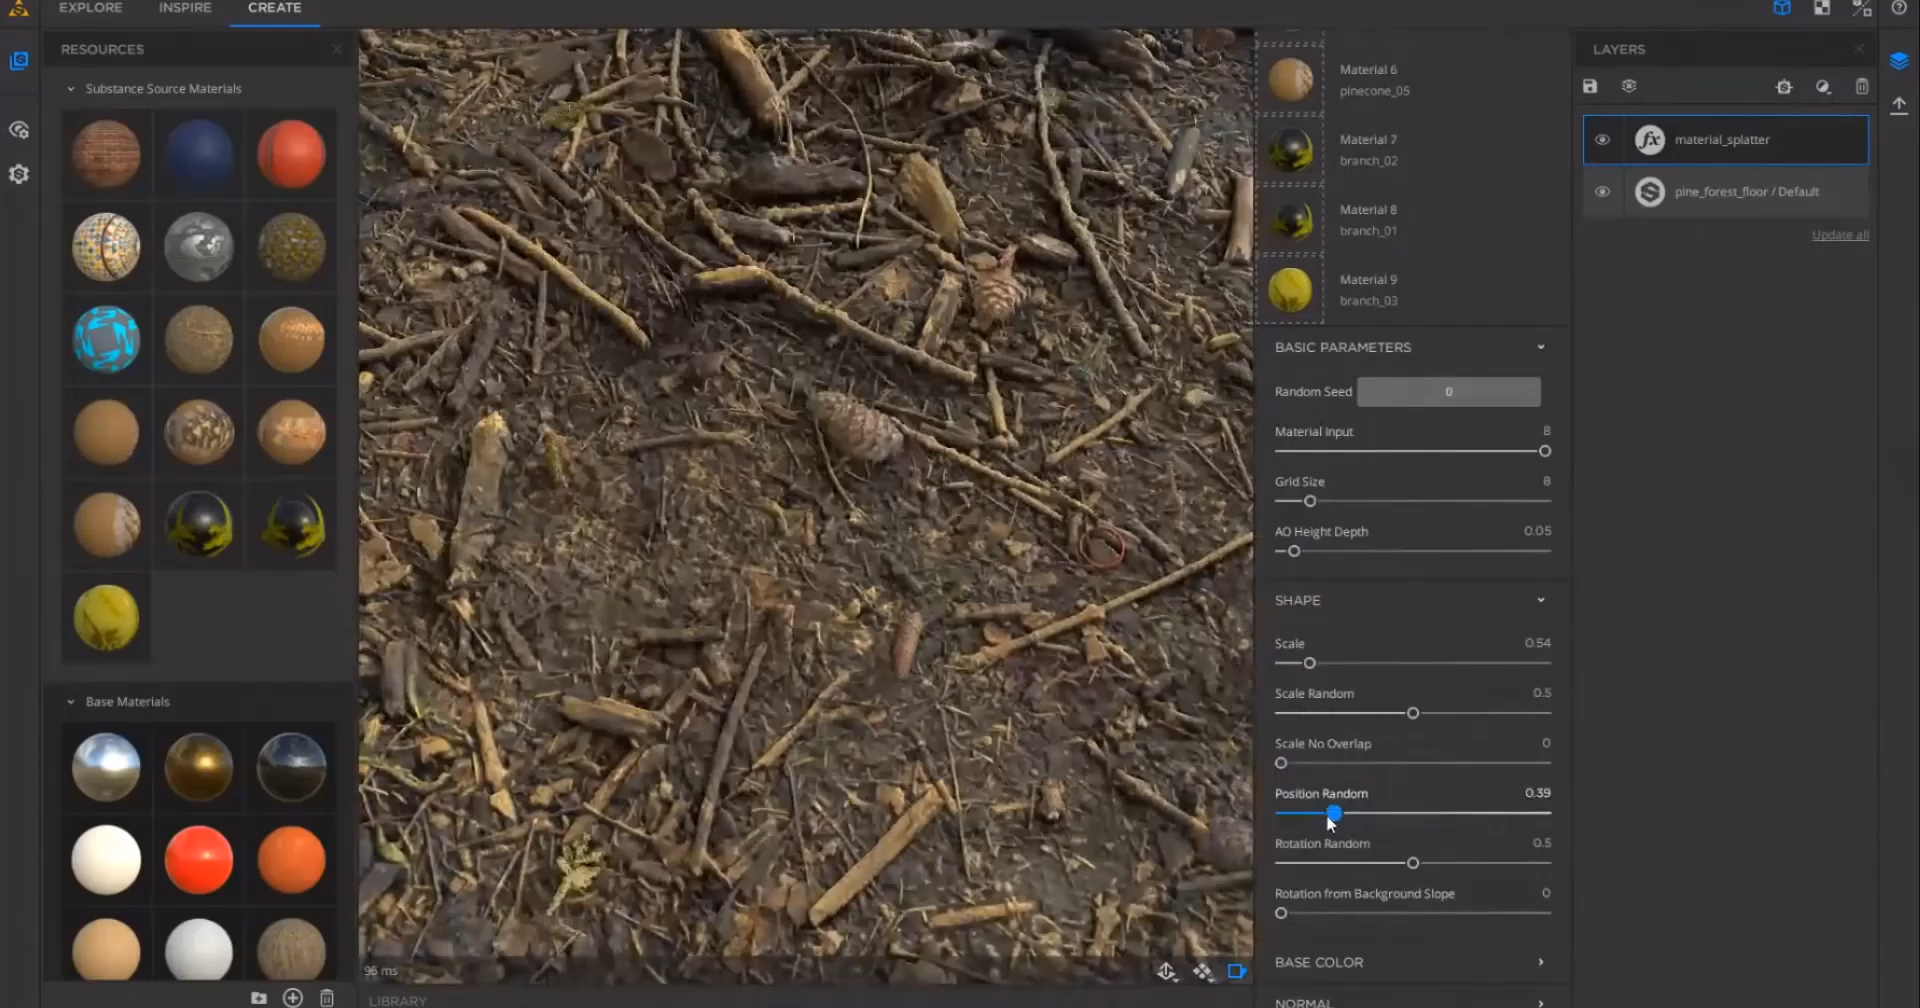 EXPLORE INSPIRE CREATE
RESOURCES
Substance Source Materials
Base Materials
96 ms
LIBRARY
Material 6
pinecone_05
Material 7
branch_02
Material 8
branch_01
Material 9
branch_03
BASIC PARAMETERS
Random Seed 0
Material Input 8
Grid Size 8
AO Height Depth 0.05
SHAPE
Scale 0.54
Scale Random 0.5
Scale No Overlap 0
Position Random 0.39
Rotation Random 0.5
Rotation from Background Slope 0
BASE COLOR
NORMAL
LAYERS
fx material_splatter
pine_forest_floor / Default
Update all